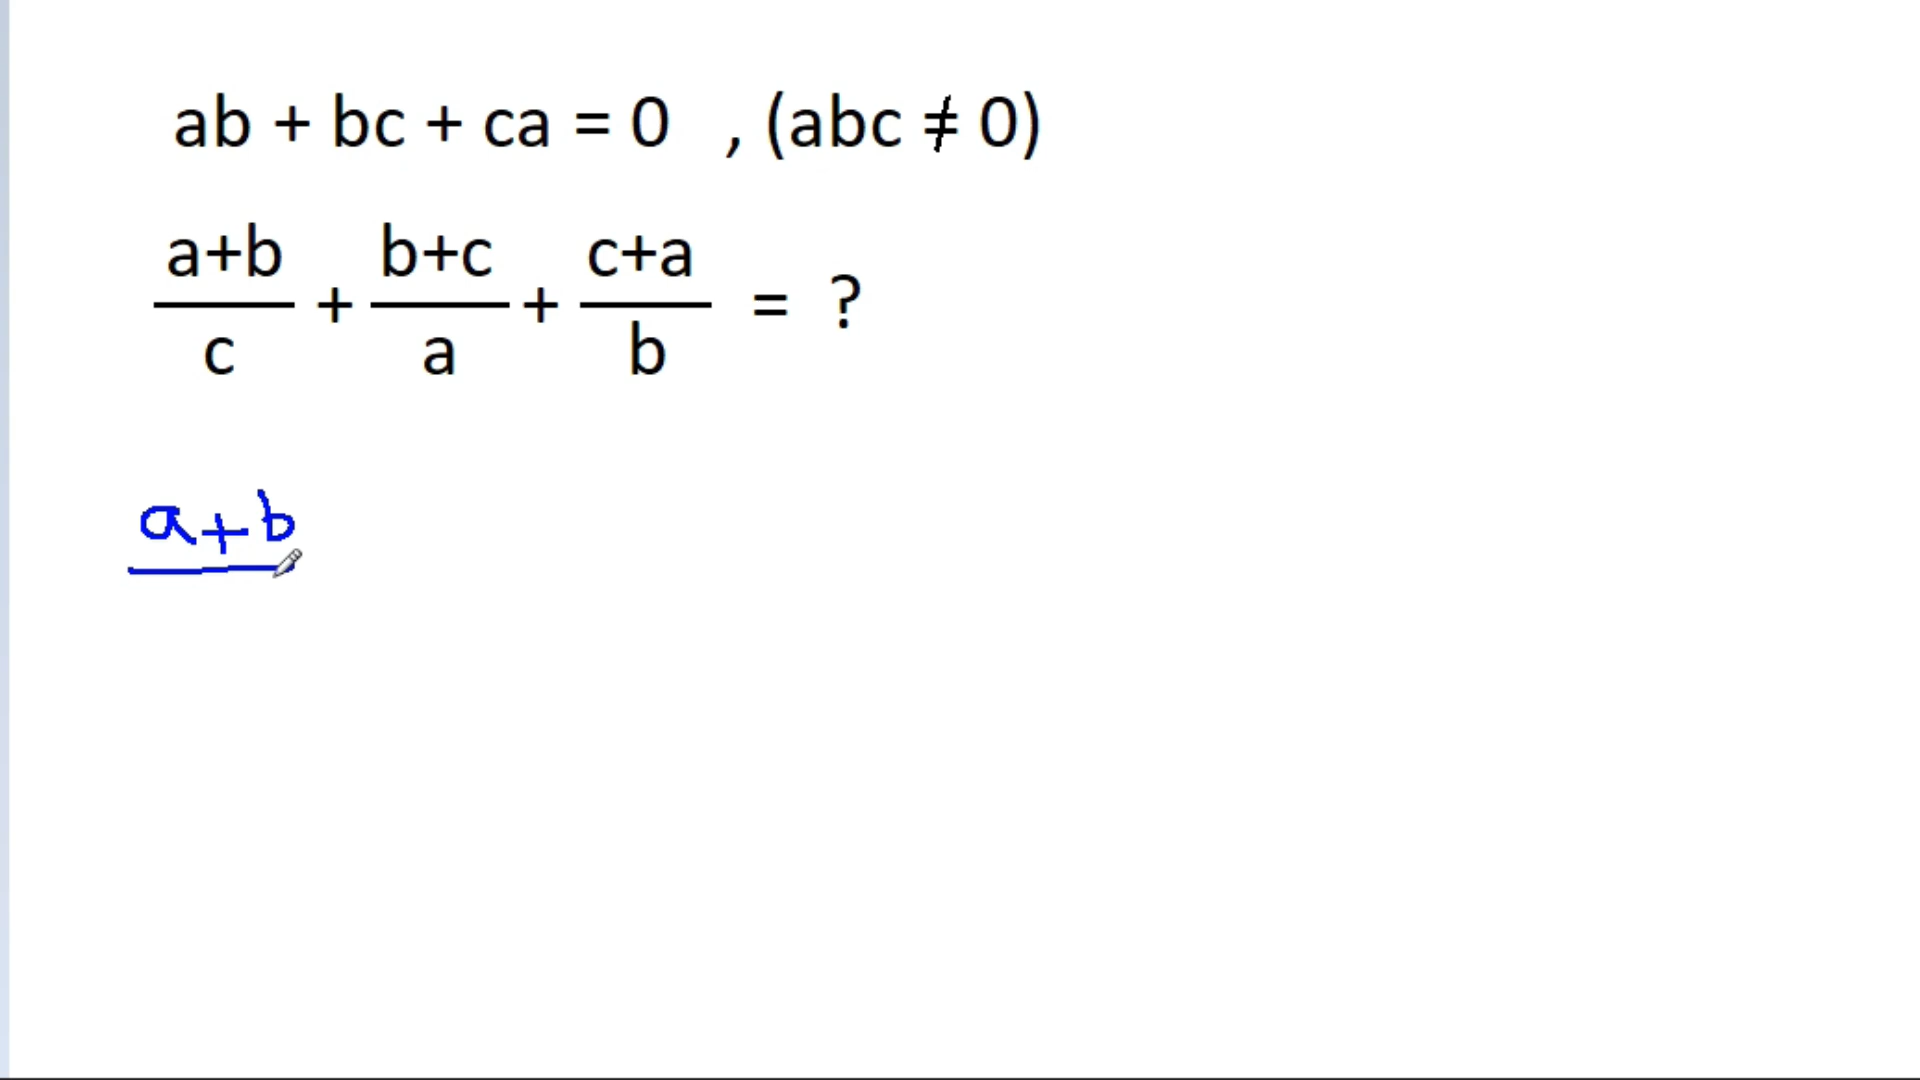 ab + bc + ca = 0 , (abc ≠ 0)
a+b/c + b+c/a + c+a/b = ?
a+b